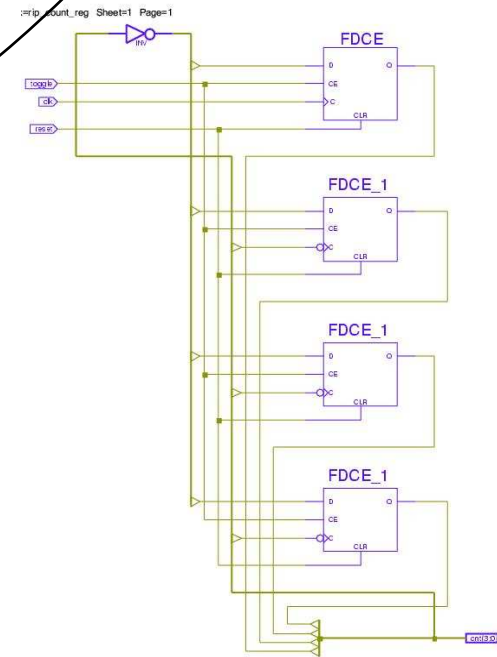 :=rip_count_reg Sheet=1 Page=1
INV
FDCE
toggle
D
Q
CE
clk
C
CLR
reset
FDCE_1
D
Q
CE
C
CLR
FDCE_1
D
Q
CE
C
CLR
FDCE_1
D
Q
CE
C
CLR
cnt(3:0)